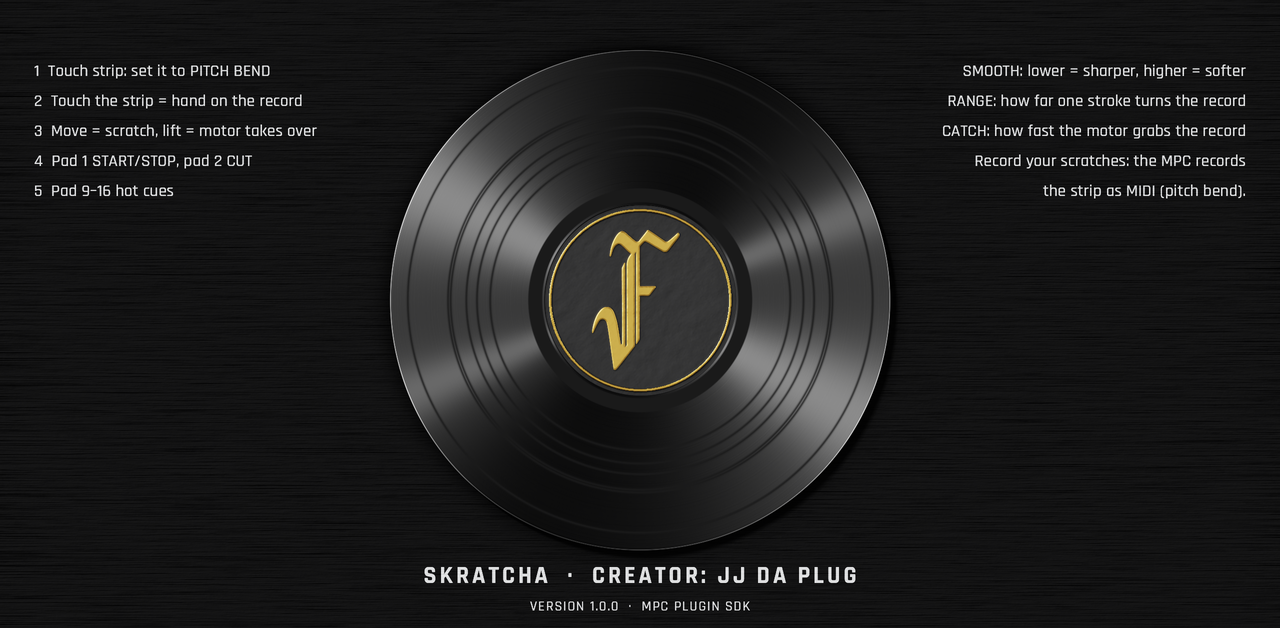 1 Touch strip: set it to PITCH BEND
2 Touch the strip = hand on the record
3 Move = scratch, lift = motor takes over
4 Pad 1 START/STOP, pad 2 CUT
5 Pad 9-16 hot cues
SMOOTH: lower = sharper, higher = softer
RANGE: how far one stroke turns the record
CATCH: how fast the motor grabs the record
Record your scratches: the MPC records
the strip as MIDI (pitch bend).
F
SKRATCHA · CREATOR: JJ DA PLUG
VERSION 1.0.0 · MPC PLUGIN SDK